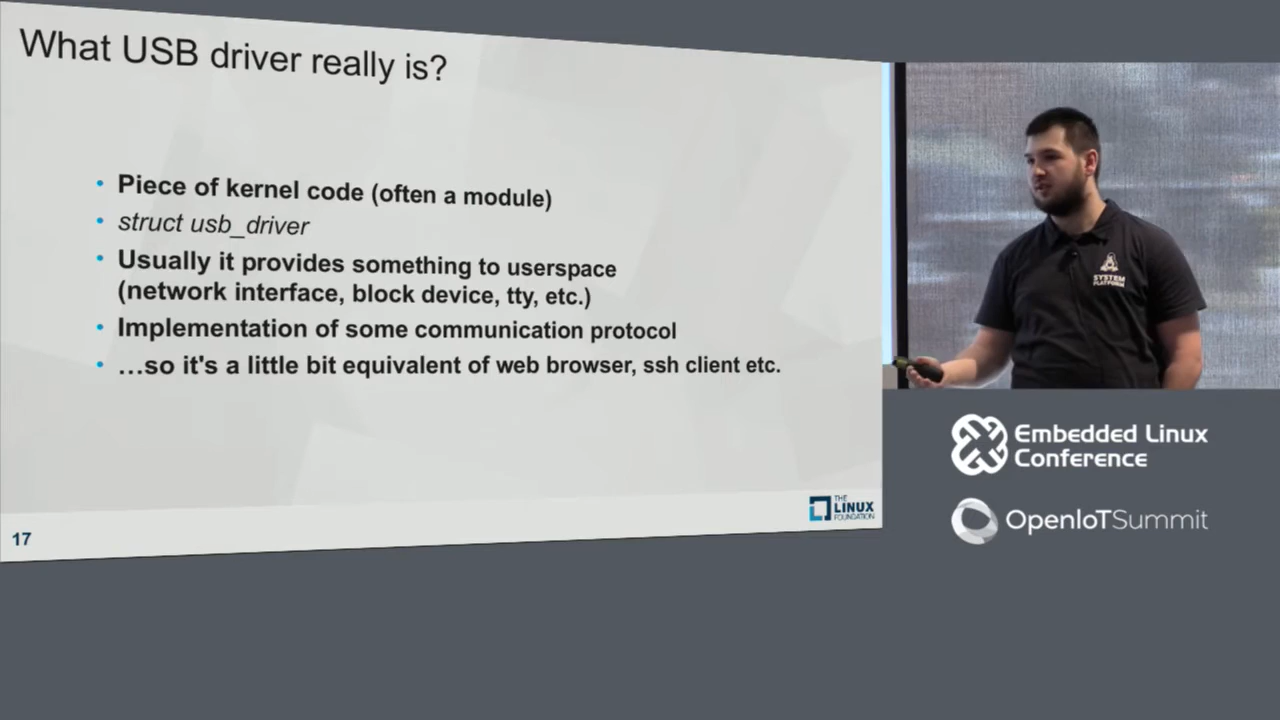 What USB driver really is?
• Piece of kernel code (often a module)
• struct usb_driver
• Usually it provides something to userspace
(network interface, block device, tty, etc.)
• Implementation of some communication protocol
• ...so it's a little bit equivalent of web browser, ssh client etc.
17
THE
LINUX
FOUNDATION
SYSTEM
PLATFORM
Embedded Linux
Conference
OpenIoTSummit